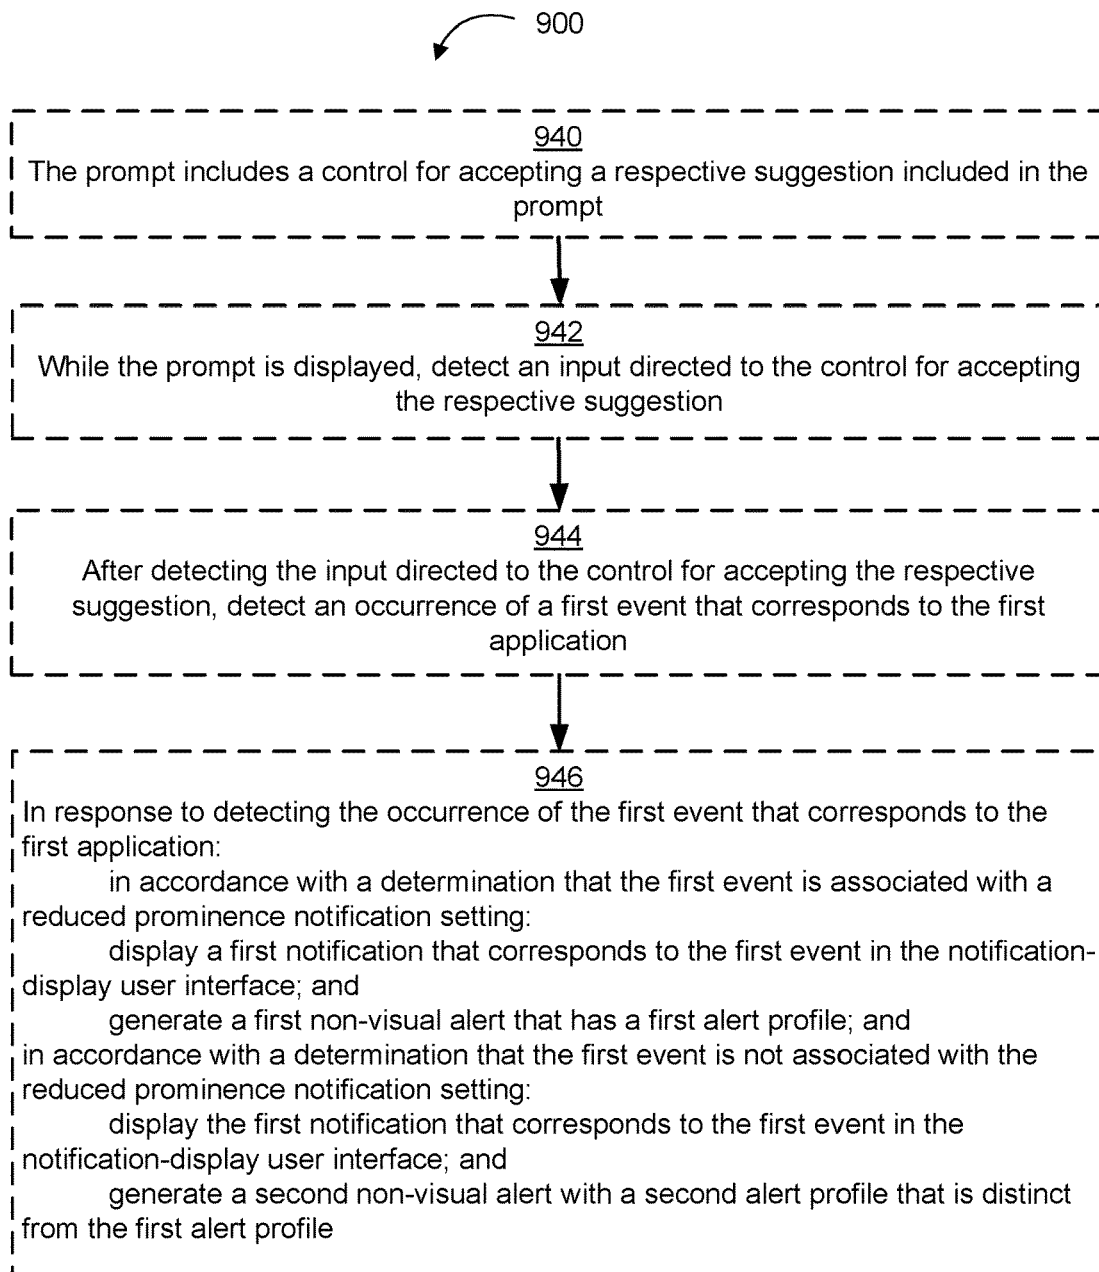 900
940
The prompt includes a control for accepting a respective suggestion included in the
prompt
942
While the prompt is displayed, detect an input directed to the control for accepting
the respective suggestion
944
After detecting the input directed to the control for accepting the respective
suggestion, detect an occurrence of a first event that corresponds to the first
application
946
In response to detecting the occurrence of the first event that corresponds to the
first application:
in accordance with a determination that the first event is associated with a
reduced prominence notification setting:
display a first notification that corresponds to the first event in the notification-
display user interface; and
generate a first non-visual alert that has a first alert profile; and
in accordance with a determination that the first event is not associated with the
reduced prominence notification setting:
display the first notification that corresponds to the first event in the
notification-display user interface; and
generate a second non-visual alert with a second alert profile that is distinct
from the first alert profile